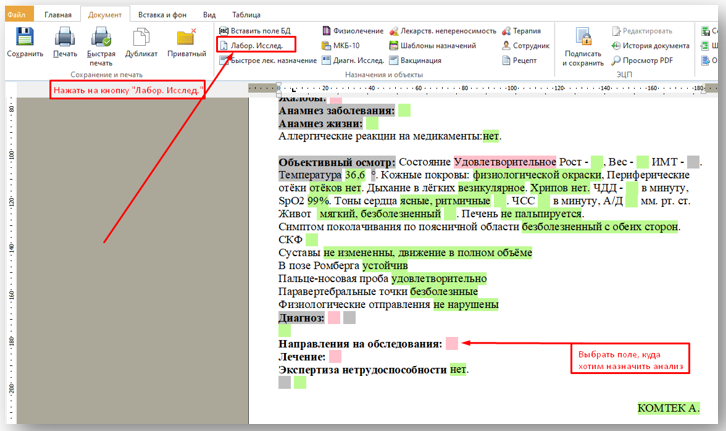 Файл Главная Документ Вставка и фон Вид Таблица
Сохранить Печать Быстрая печать Дубликат Приватный
Сохранение и печать
Вставить поле БД Физиолечение Лекарств. непереносимость Терапия
Лабор. Исслед. МКБ-10 Шаблоны назначений Сотрудник
Быстрое лек. назначение Диагн. Исслед. Вакцинация Рецепт
Назначения и объекты
Подписать и сохранить
Редактировать
История документа
Просмотр PDF
ЭЦП
Нажать на кнопку "Лабор. Исслед."
Жалобы:
Анамез заболевания:
Анамнез жизни:
Аллергические реакции на медикаменты:нет.
Объективный осмотр: Состояние Удовлетворительное Рост - , Вес - ИМТ - .
Температура 36,6 °. Кожные покровы: физиологической окраски, Периферические
отёки отёков нет. Дыхание в лёгких везикулярное. Хрипов нет. ЧДД - в минуту,
SpO2 99%. Тоны сердца ясные, ритмичные . ЧСС в минуту, А/Д мм. рт. ст.
Живот мягкий, безболезненный . Печень не пальпируется.
Симптом поколачивания по поясничной области безболезненный с обеих сторон.
СКФ
Суставы не измененны, движение в полном объёме
В позе Ромберга устойчив
Пальце-носовая проба удовлетворительно
Паравертебральные точки безболезнные
Физиологические отправления не нарушены
Диагноз:
Направления на обследования:
Лечение:
Экспертиза нетрудоспособности нет.
Выбрать поле, куда
хотим назначить анализ
КОМТЕК А.